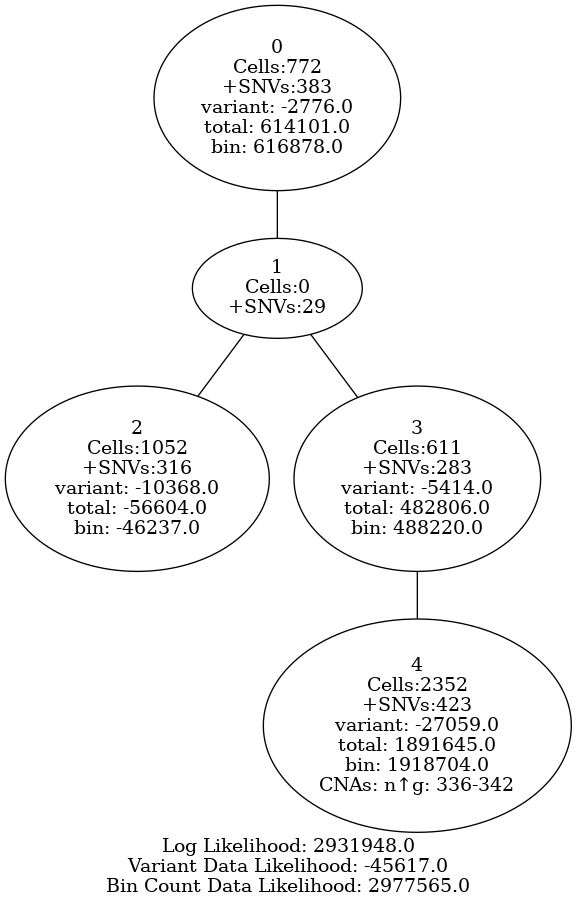 0
Cells:772
+SNVs:383
variant: -2776.0
total: 614101.0
bin: 616878.0
1
Cells:0
+SNVs:29
2
Cells:1052
+SNVs:316
variant: -10368.0
total: -56604.0
bin: -46237.0
3
Cells:611
+SNVs:283
variant: -5414.0
total: 482806.0
bin: 488220.0
4
Cells:2352
+SNVs:423
variant: -27059.0
total: 1891645.0
bin: 1918704.0
CNAs: n↑g: 336-342
Log Likelihood: 2931948.0
Variant Data Likelihood: -45617.0
Bin Count Data Likelihood: 2977565.0